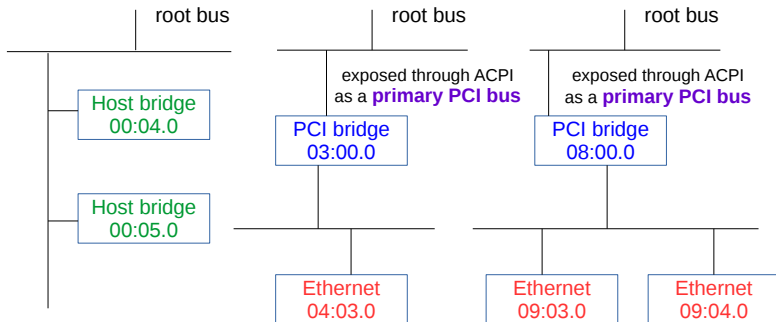 root bus
root bus
root bus
exposed through ACPI
as a primary PCI bus
exposed through ACPI
as a primary PCI bus
Host bridge
00:04.0
PCI bridge
03:00.0
PCI bridge
08:00.0
Host bridge
00:05.0
Ethernet
04:03.0
Ethernet
09:03.0
Ethernet
09:04.0